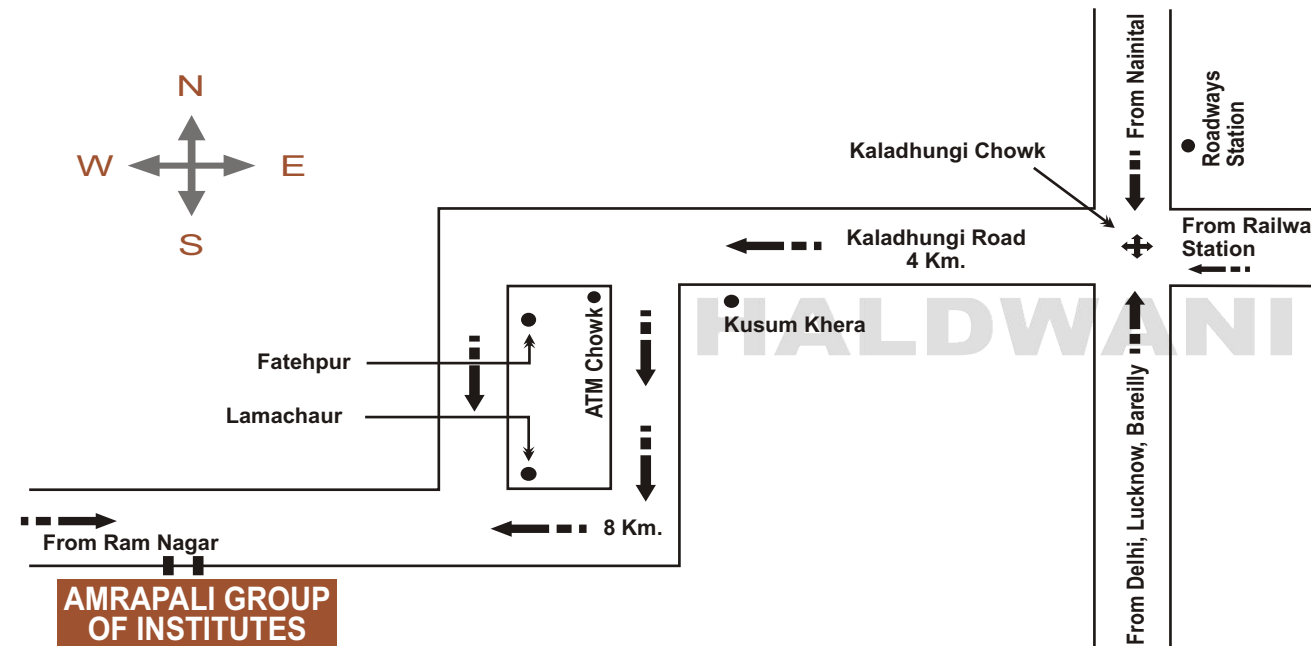 N
W
E
S
From Nainital
Roadways
Station
Kaladhungi Chowk
From Railwa
Station
Kaladhungi Road
4 Km.
HALDWANI
Kusum Khera
ATM Chowk
Fatehpur
Lamachaur
From Delhi, Lucknow, Bareilly
8 Km.
From Ram Nagar
AMRAPALI GROUP
OF INSTITUTES